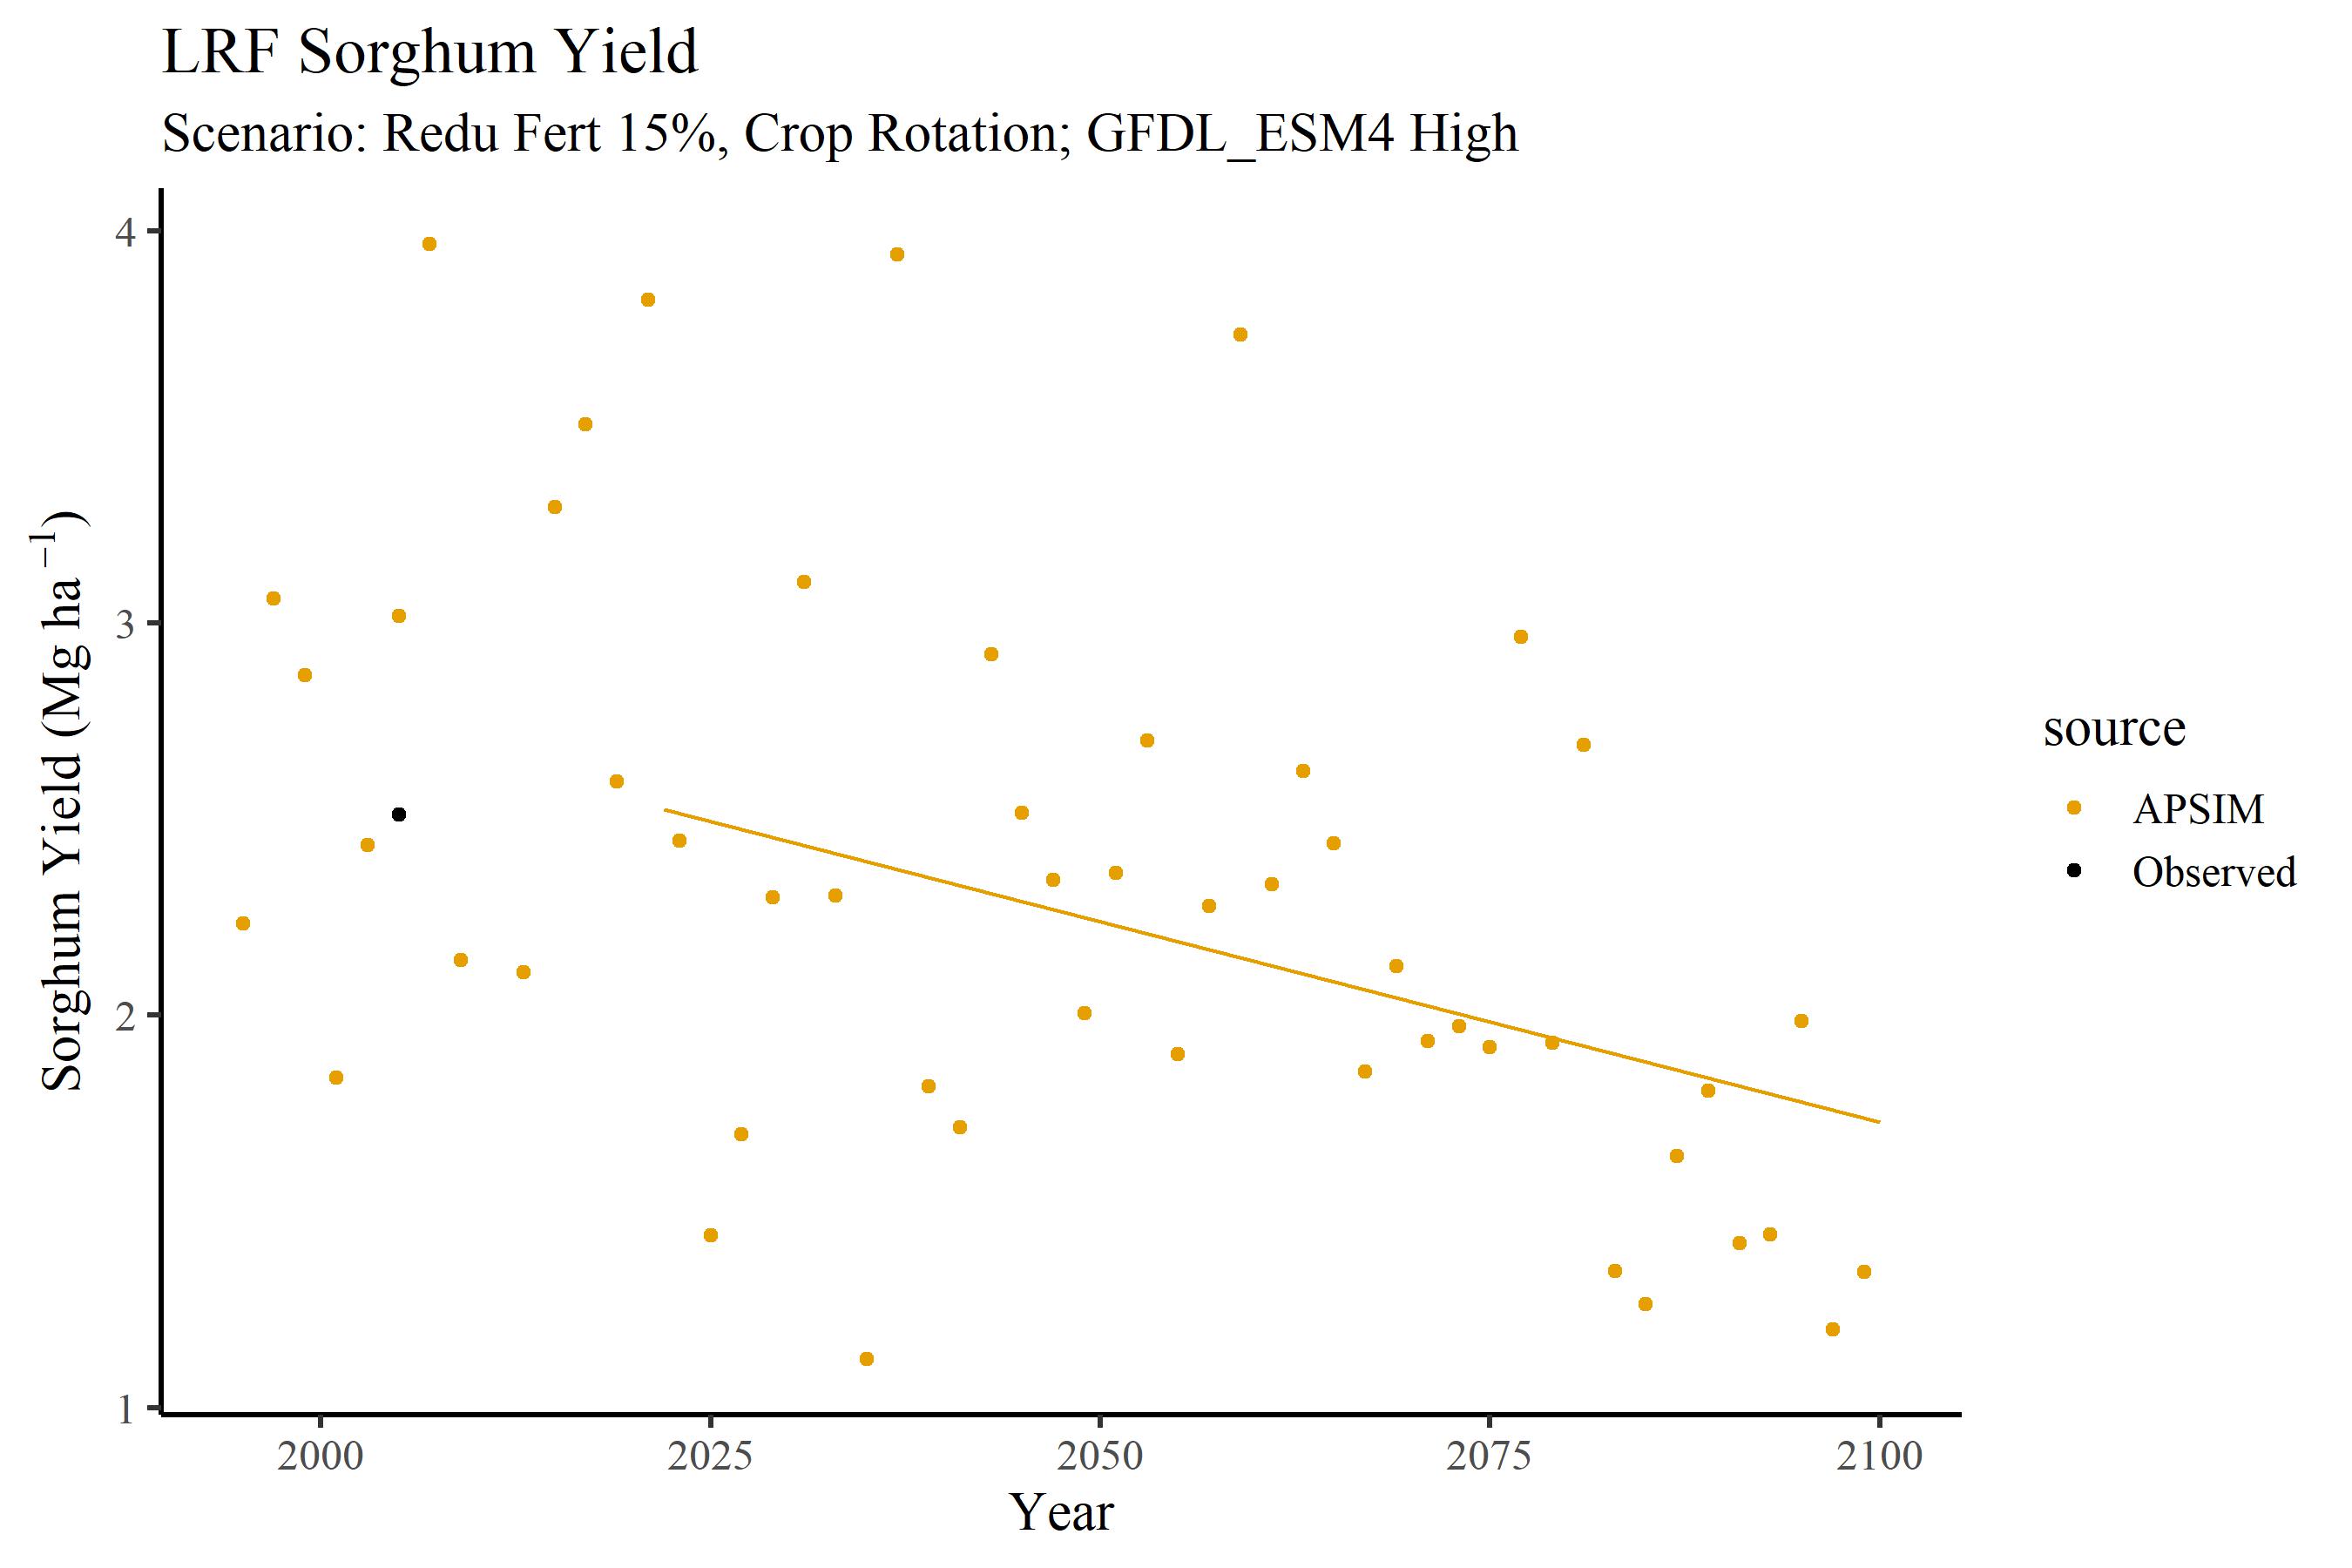 LRF Sorghum Yield
Scenario: Redu Fert 15%, Crop Rotation; GFDL_ESM4 High
Sorghum Yield (Mg ha⁻¹)
4
3
2
1
2000 2025 2050 2075 2100
Year
source
APSIM
Observed